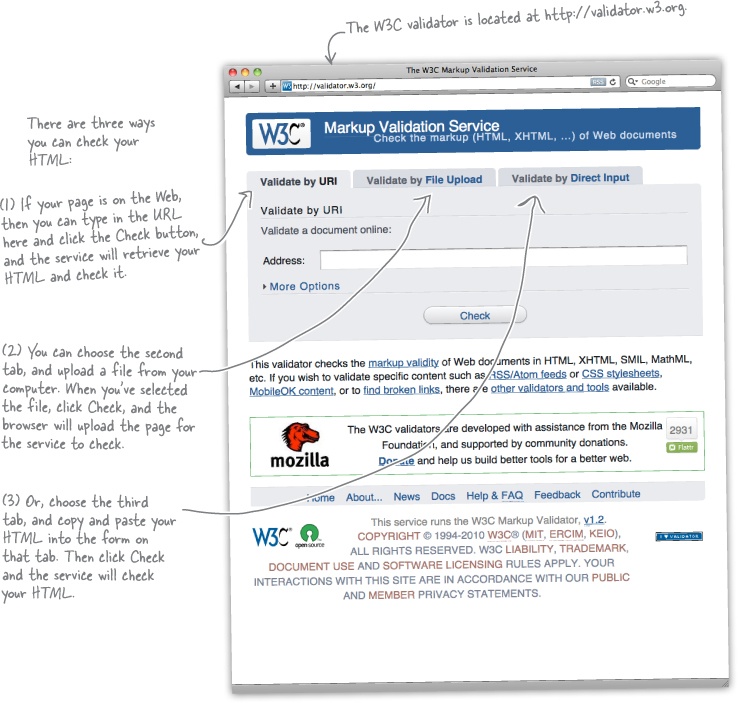 The W3C validator is located at http://validator.w3.org.
The W3C Markup Validation Service
http://validator.w3.org/
RSS
Google
There are three ways
you can check your
HTML:
W3C®
Markup Validation Service
Check the markup (HTML, XHTML, ...) of Web documents
Validate by URI
Validate by File Upload
Validate by Direct Input
(1) If your page is on the Web,
then you can type in the URL
here and click the Check button,
and the service will retrieve your
HTML and check it.
Validate by URI
Validate a document online:
Address:
More Options
Check
(2) You can choose the second
tab, and upload a file from your
computer. When you've selected
the file, click Check, and the
browser will upload the page for
the service to check.
This validator checks the markup validity of Web documents in HTML, XHTML, SMIL, MathML,
etc. If you wish to validate specific content such as RSS/Atom feeds or CSS stylesheets,
MobileOK content, or to find broken links, there are other validators and tools available.
mozilla
The W3C validators are developed with assistance from the Mozilla
Foundation, and supported by community donations.
Donate and help us build better tools for a better web.
2931
Flattr
(3) Or, choose the third
tab, and copy and paste your
HTML into the form on
that tab. Then click Check
and the service will check
your HTML.
Home About... News Docs Help & FAQ Feedback Contribute
W3C®
open source
This service runs the W3C Markup Validator, v1.2.
COPYRIGHT © 1994-2010 W3C® (MIT, ERCIM, KEIO),
ALL RIGHTS RESERVED. W3C LIABILITY, TRADEMARK,
DOCUMENT USE AND SOFTWARE LICENSING RULES APPLY. YOUR
INTERACTIONS WITH THIS SITE ARE IN ACCORDANCE WITH OUR PUBLIC
AND MEMBER PRIVACY STATEMENTS.
I ♥ VALIDATOR